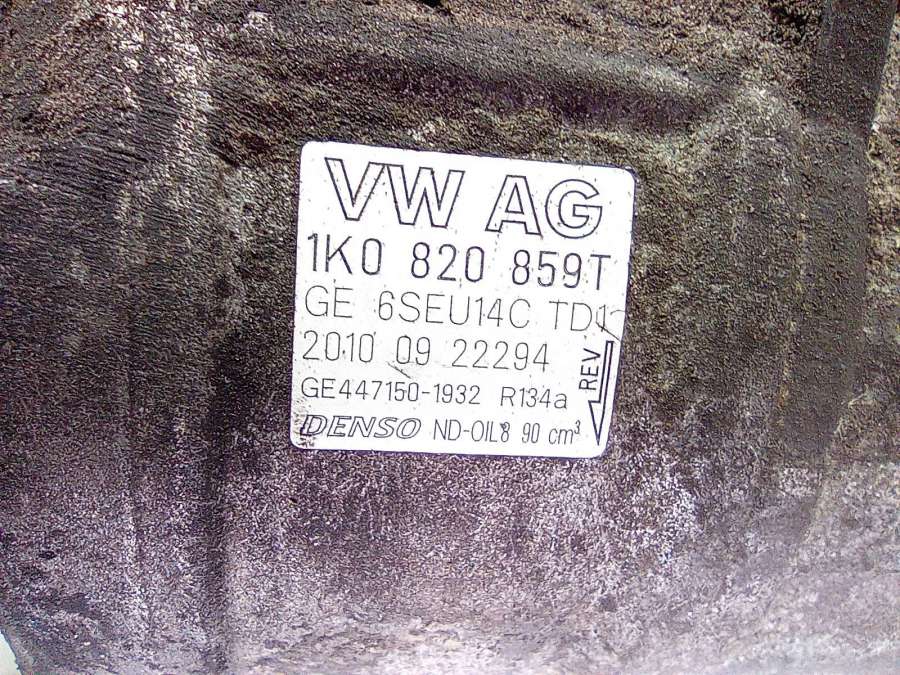 VW AG
1K0 820 859T
GE 6SEU14C TD1
2010 09 22294
REV
GE447150-1932 R134a
DENSO ND-OIL8 90 cm³